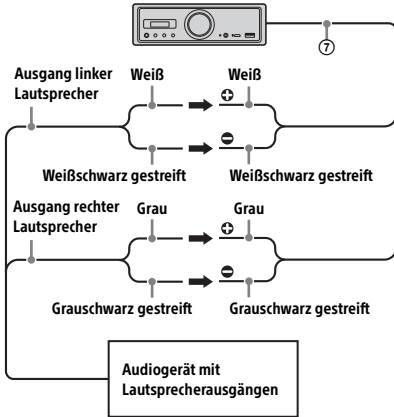 ⑦
Ausgang linker
Lautsprecher
Weiß
Weiß
Weißschwarz gestreift
Weißschwarz gestreift
Ausgang rechter
Lautsprecher
Grau
Grau
Grauschwarz gestreift
Grauschwarz gestreift
Audiogerät mit
Lautsprecherausgängen